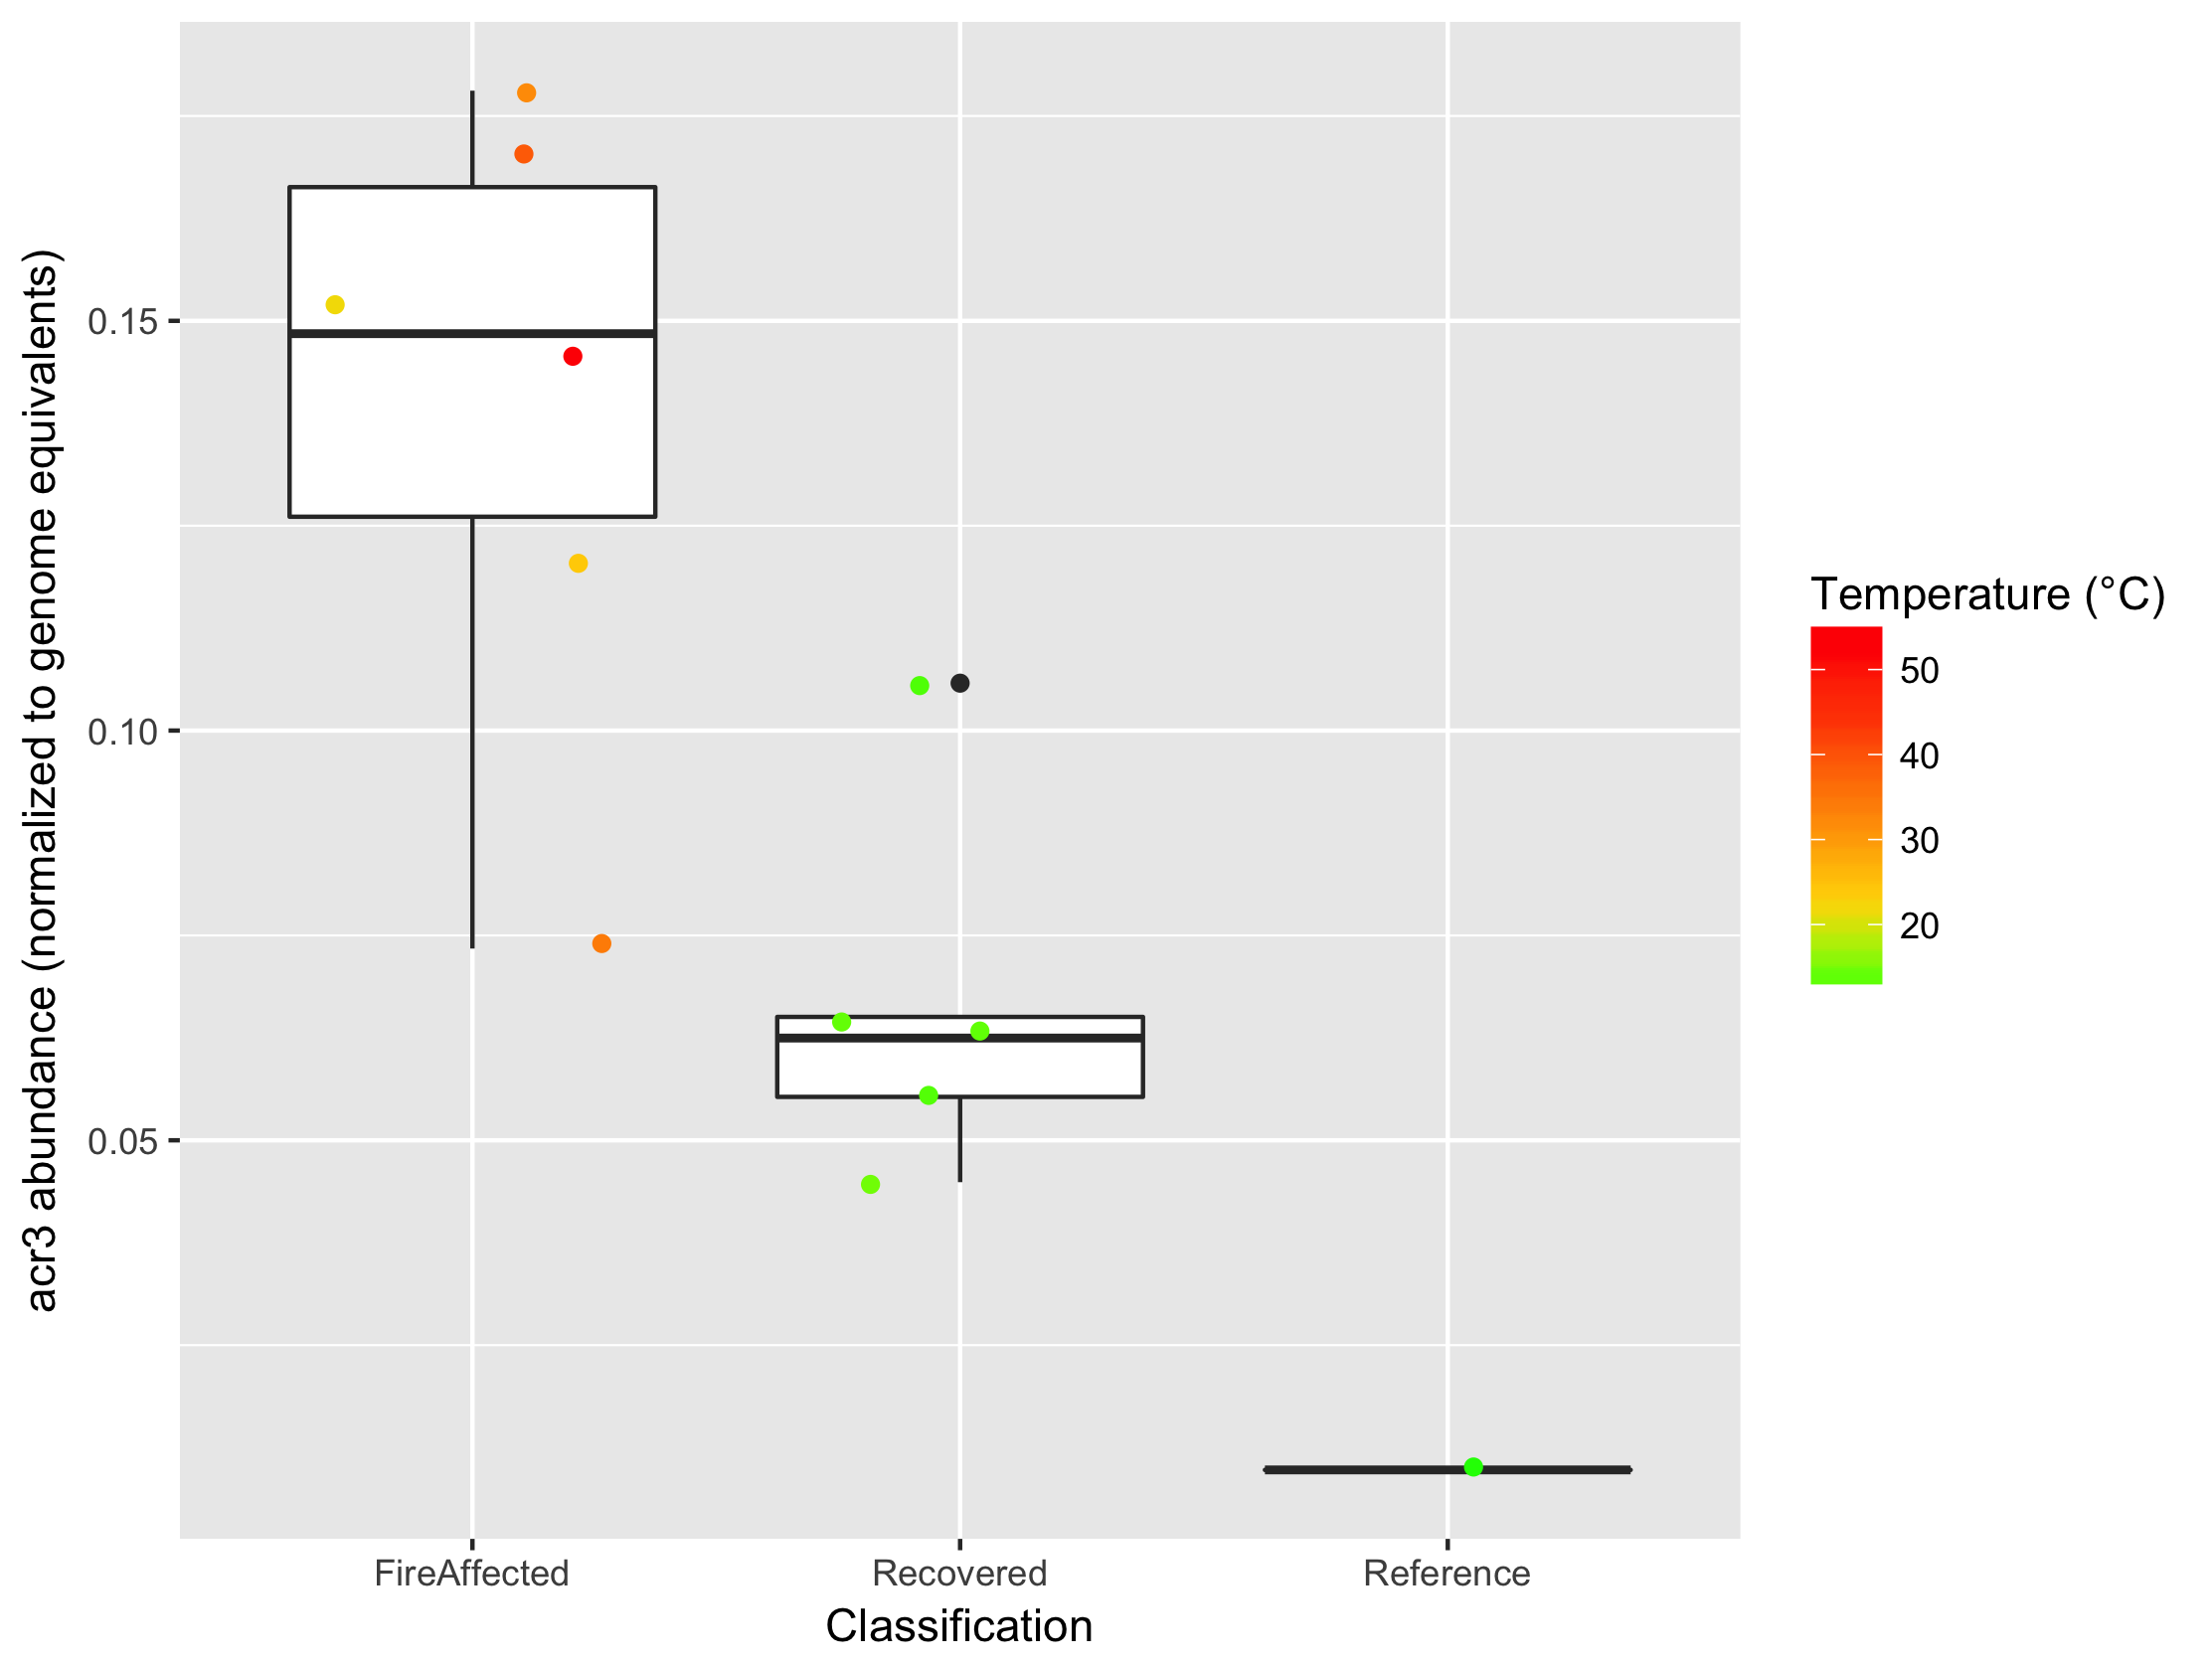 acr3 abundance (normalized to genome equivalents)
0.15
0.10
0.05
FireAffected
Recovered
Reference
Classification
Temperature (°C)
50
40
30
20